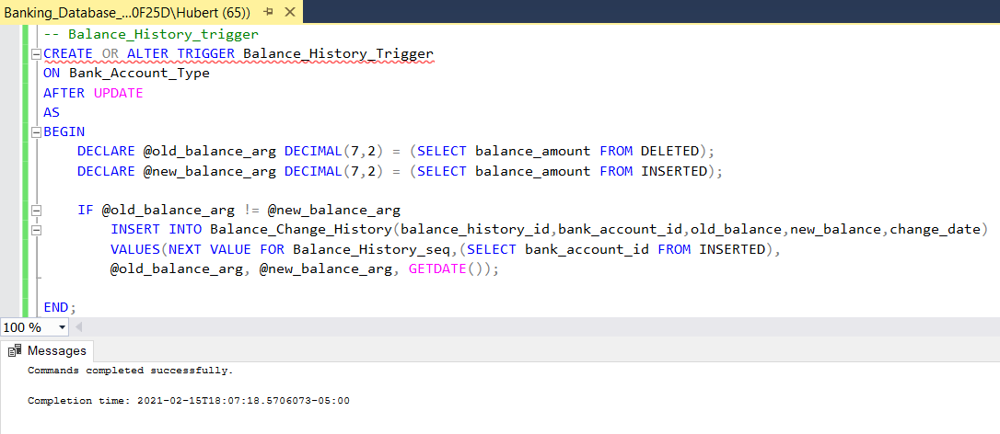 Banking_Database_...0F25D\Hubert (65))
-- Balance_History_trigger
CREATE OR ALTER TRIGGER Balance_History_Trigger
ON Bank_Account_Type
AFTER UPDATE
AS
BEGIN
    DECLARE @old_balance_arg DECIMAL(7,2) = (SELECT balance_amount FROM DELETED);
    DECLARE @new_balance_arg DECIMAL(7,2) = (SELECT balance_amount FROM INSERTED);
    IF @old_balance_arg != @new_balance_arg
        INSERT INTO Balance_Change_History(balance_history_id,bank_account_id,old_balance,new_balance,change_date)
        VALUES(NEXT VALUE FOR Balance_History_seq,(SELECT bank_account_id FROM INSERTED),
        @old_balance_arg, @new_balance_arg, GETDATE());
END;
100 %
Messages
Commands completed successfully.
Completion time: 2021-02-15T18:07:18.5706073-05:00